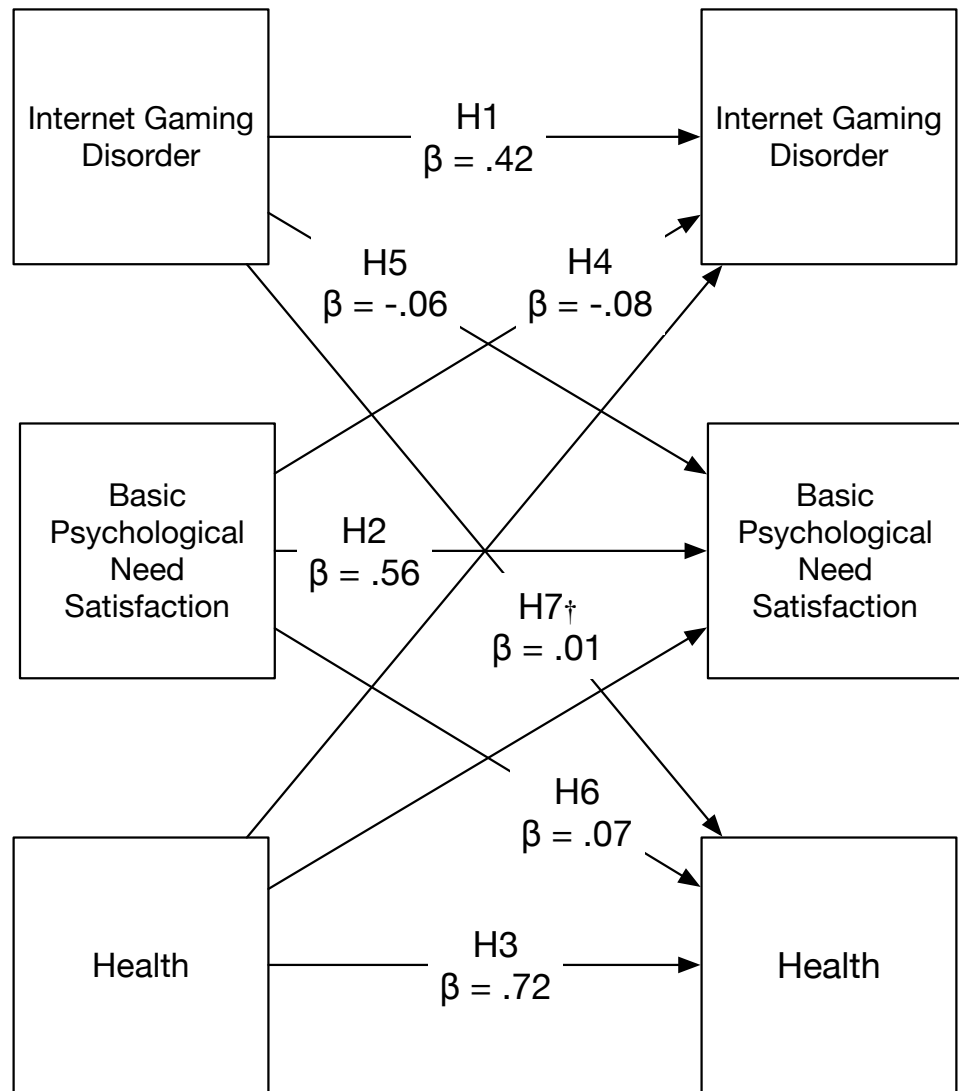 Internet Gaming
Disorder
H1
β = .42
Internet Gaming
Disorder
H5
β = -.06
H4
β = -.08
Basic
Psychological
Need
Satisfaction
H2
β = .56
Basic
Psychological
Need
Satisfaction
H7†
β = .01
H6
β = .07
Health
H3
β = .72
Health